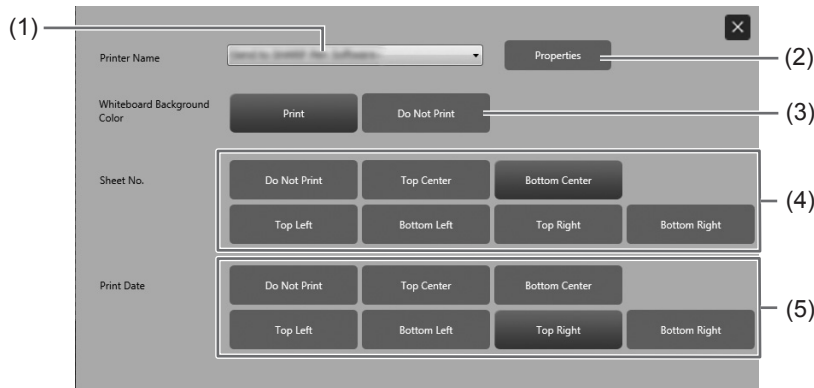 (1)
Printer Name
Properties
(2)
Whiteboard Background
Color
Print
Do Not Print
(3)
Sheet No.
Do Not Print
Top Center
Bottom Center
Top Left
Bottom Left
Top Right
Bottom Right
(4)
Print Date
Do Not Print
Top Center
Bottom Center
Top Left
Bottom Left
Top Right
Bottom Right
(5)